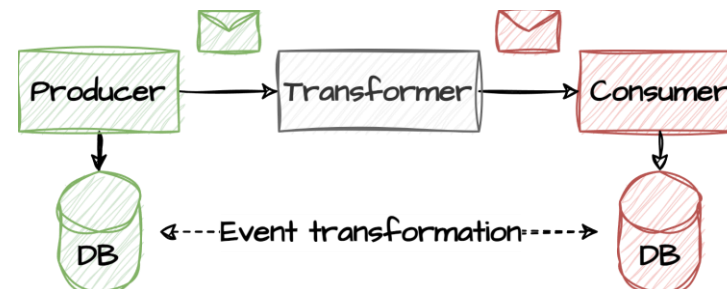 Producer
Transformer
Consumer
Event transformation
DB
DB